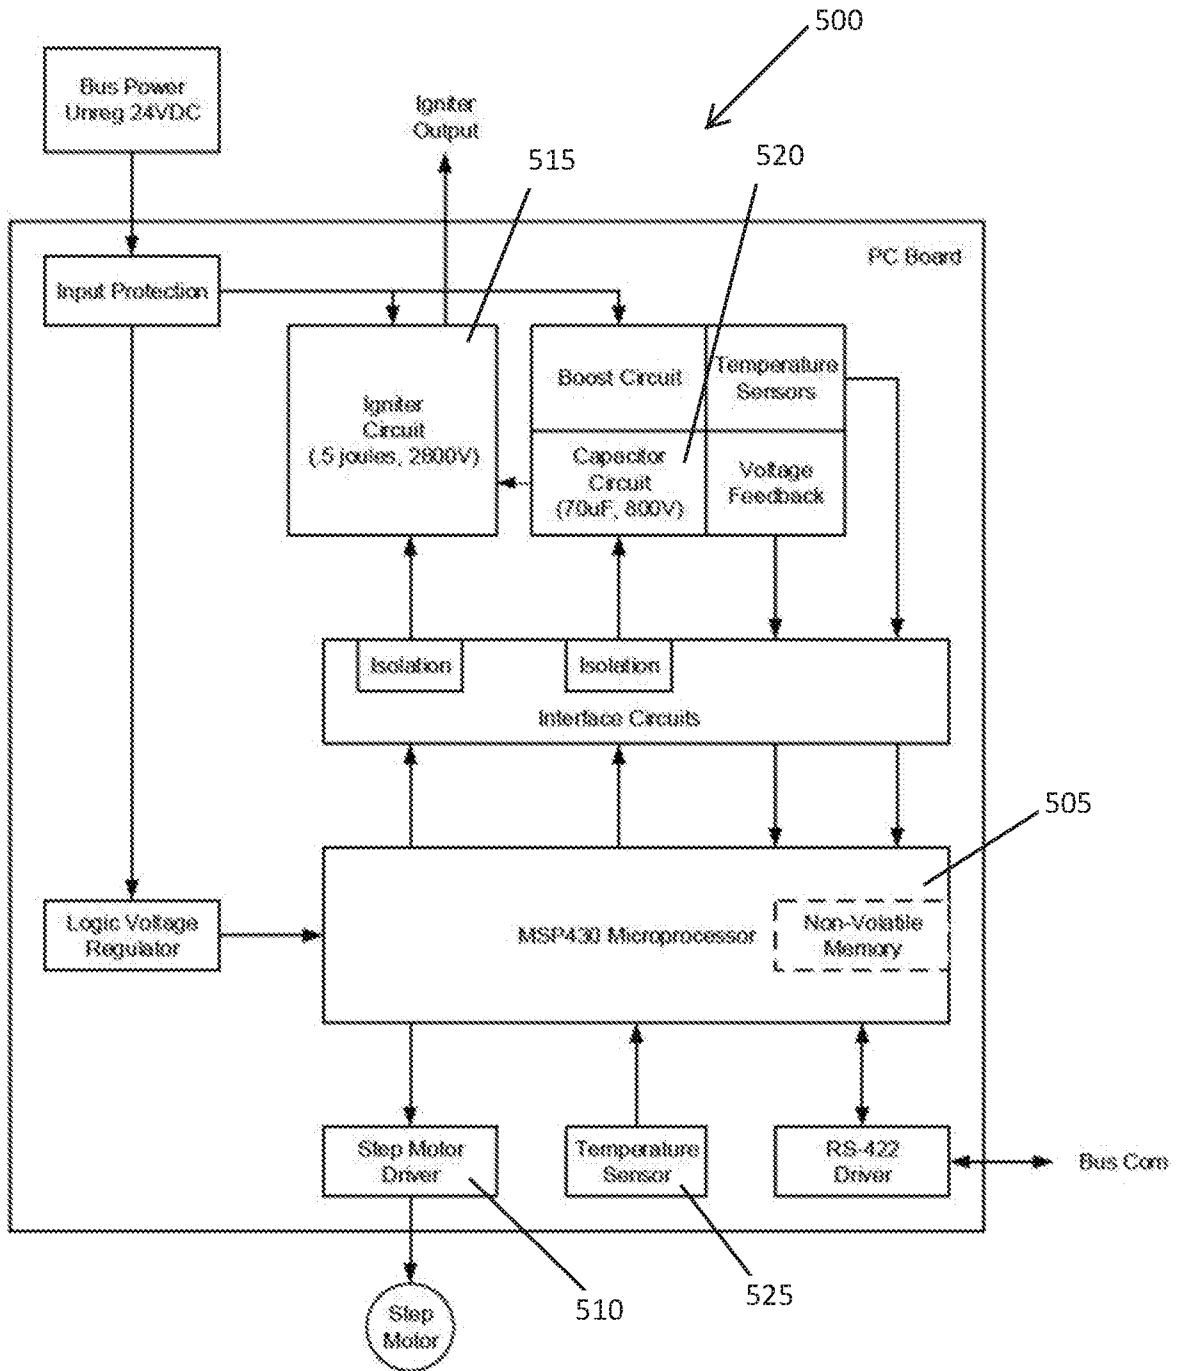 500
Bus Power
Unreg 24VDC
Igniter
Output
515
520
PC Board
Input Protection
Boost Circuit
Temperature
Sensors
Igniter
Circuit
(.5 joules, 2800V)
Capacitor
Circuit
(70uF, 800V)
Voltage
Feedback
Isolation
Isolation
Interface Circuits
505
Logic Voltage
Regulator
MSP430 Microprocessor
Non-Volatile
Memory
Step Motor
Driver
Temperature
Sensor
RS-422
Driver
Bus Core
510
525
Step
Motor